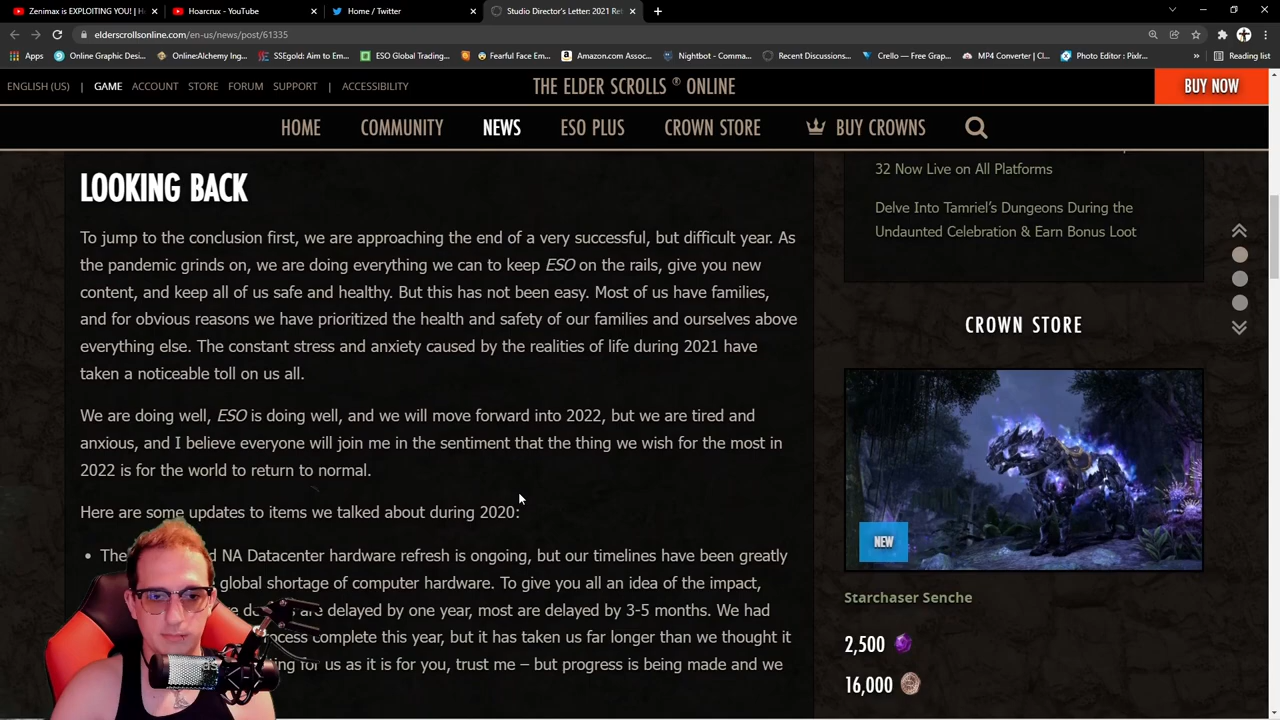 Zenimax is EXPLOITING YOU! | H
Hoarcrux - YouTube
Home / Twitter
Studio Director's Letter: 2021 Ret
elderscrollsonline.com/en-us/news/post/61335
Apps
Online Graphic Desi...
OnlineAlchemy Ing...
SSEgold: Aim to Em...
ESO Global Trading...
Fearful Face Em...
Amazon.com Assoc...
Nightbot - Comma...
Recent Discussions...
Crello — Free Grap...
MP4 Converter | Cl...
Photo Editor : Pixlr...
Reading list
ENGLISH (US) | GAME ACCOUNT STORE FORUM SUPPORT | ACCESSIBILITY
THE ELDER SCROLLS ® ONLINE
BUY NOW
HOME COMMUNITY NEWS ESO PLUS CROWN STORE BUY CROWNS
LOOKING BACK
To jump to the conclusion first, we are approaching the end of a very successful, but difficult year. As
the pandemic grinds on, we are doing everything we can to keep ESO on the rails, give you new
content, and keep all of us safe and healthy. But this has not been easy. Most of us have families,
and for obvious reasons we have prioritized the health and safety of our families and ourselves above
everything else. The constant stress and anxiety caused by the realities of life during 2021 have
taken a noticeable toll on us all.
We are doing well, ESO is doing well, and we will move forward into 2022, but we are tired and
anxious, and I believe everyone will join me in the sentiment that the thing we wish for the most in
2022 is for the world to return to normal.
Here are some updates to items we talked about during 2020:
• The NA Datacenter hardware refresh is ongoing, but our timelines have been greatly
global shortage of computer hardware. To give you all an idea of the impact,
are delayed by one year, most are delayed by 3-5 months. We had
complete this year, but it has taken us far longer than we thought it
for us as it is for you, trust me – but progress is being made and we
32 Now Live on All Platforms
Delve Into Tamriel's Dungeons During the
Undaunted Celebration & Earn Bonus Loot
CROWN STORE
NEW
Starchaser Senche
2,500
16,000